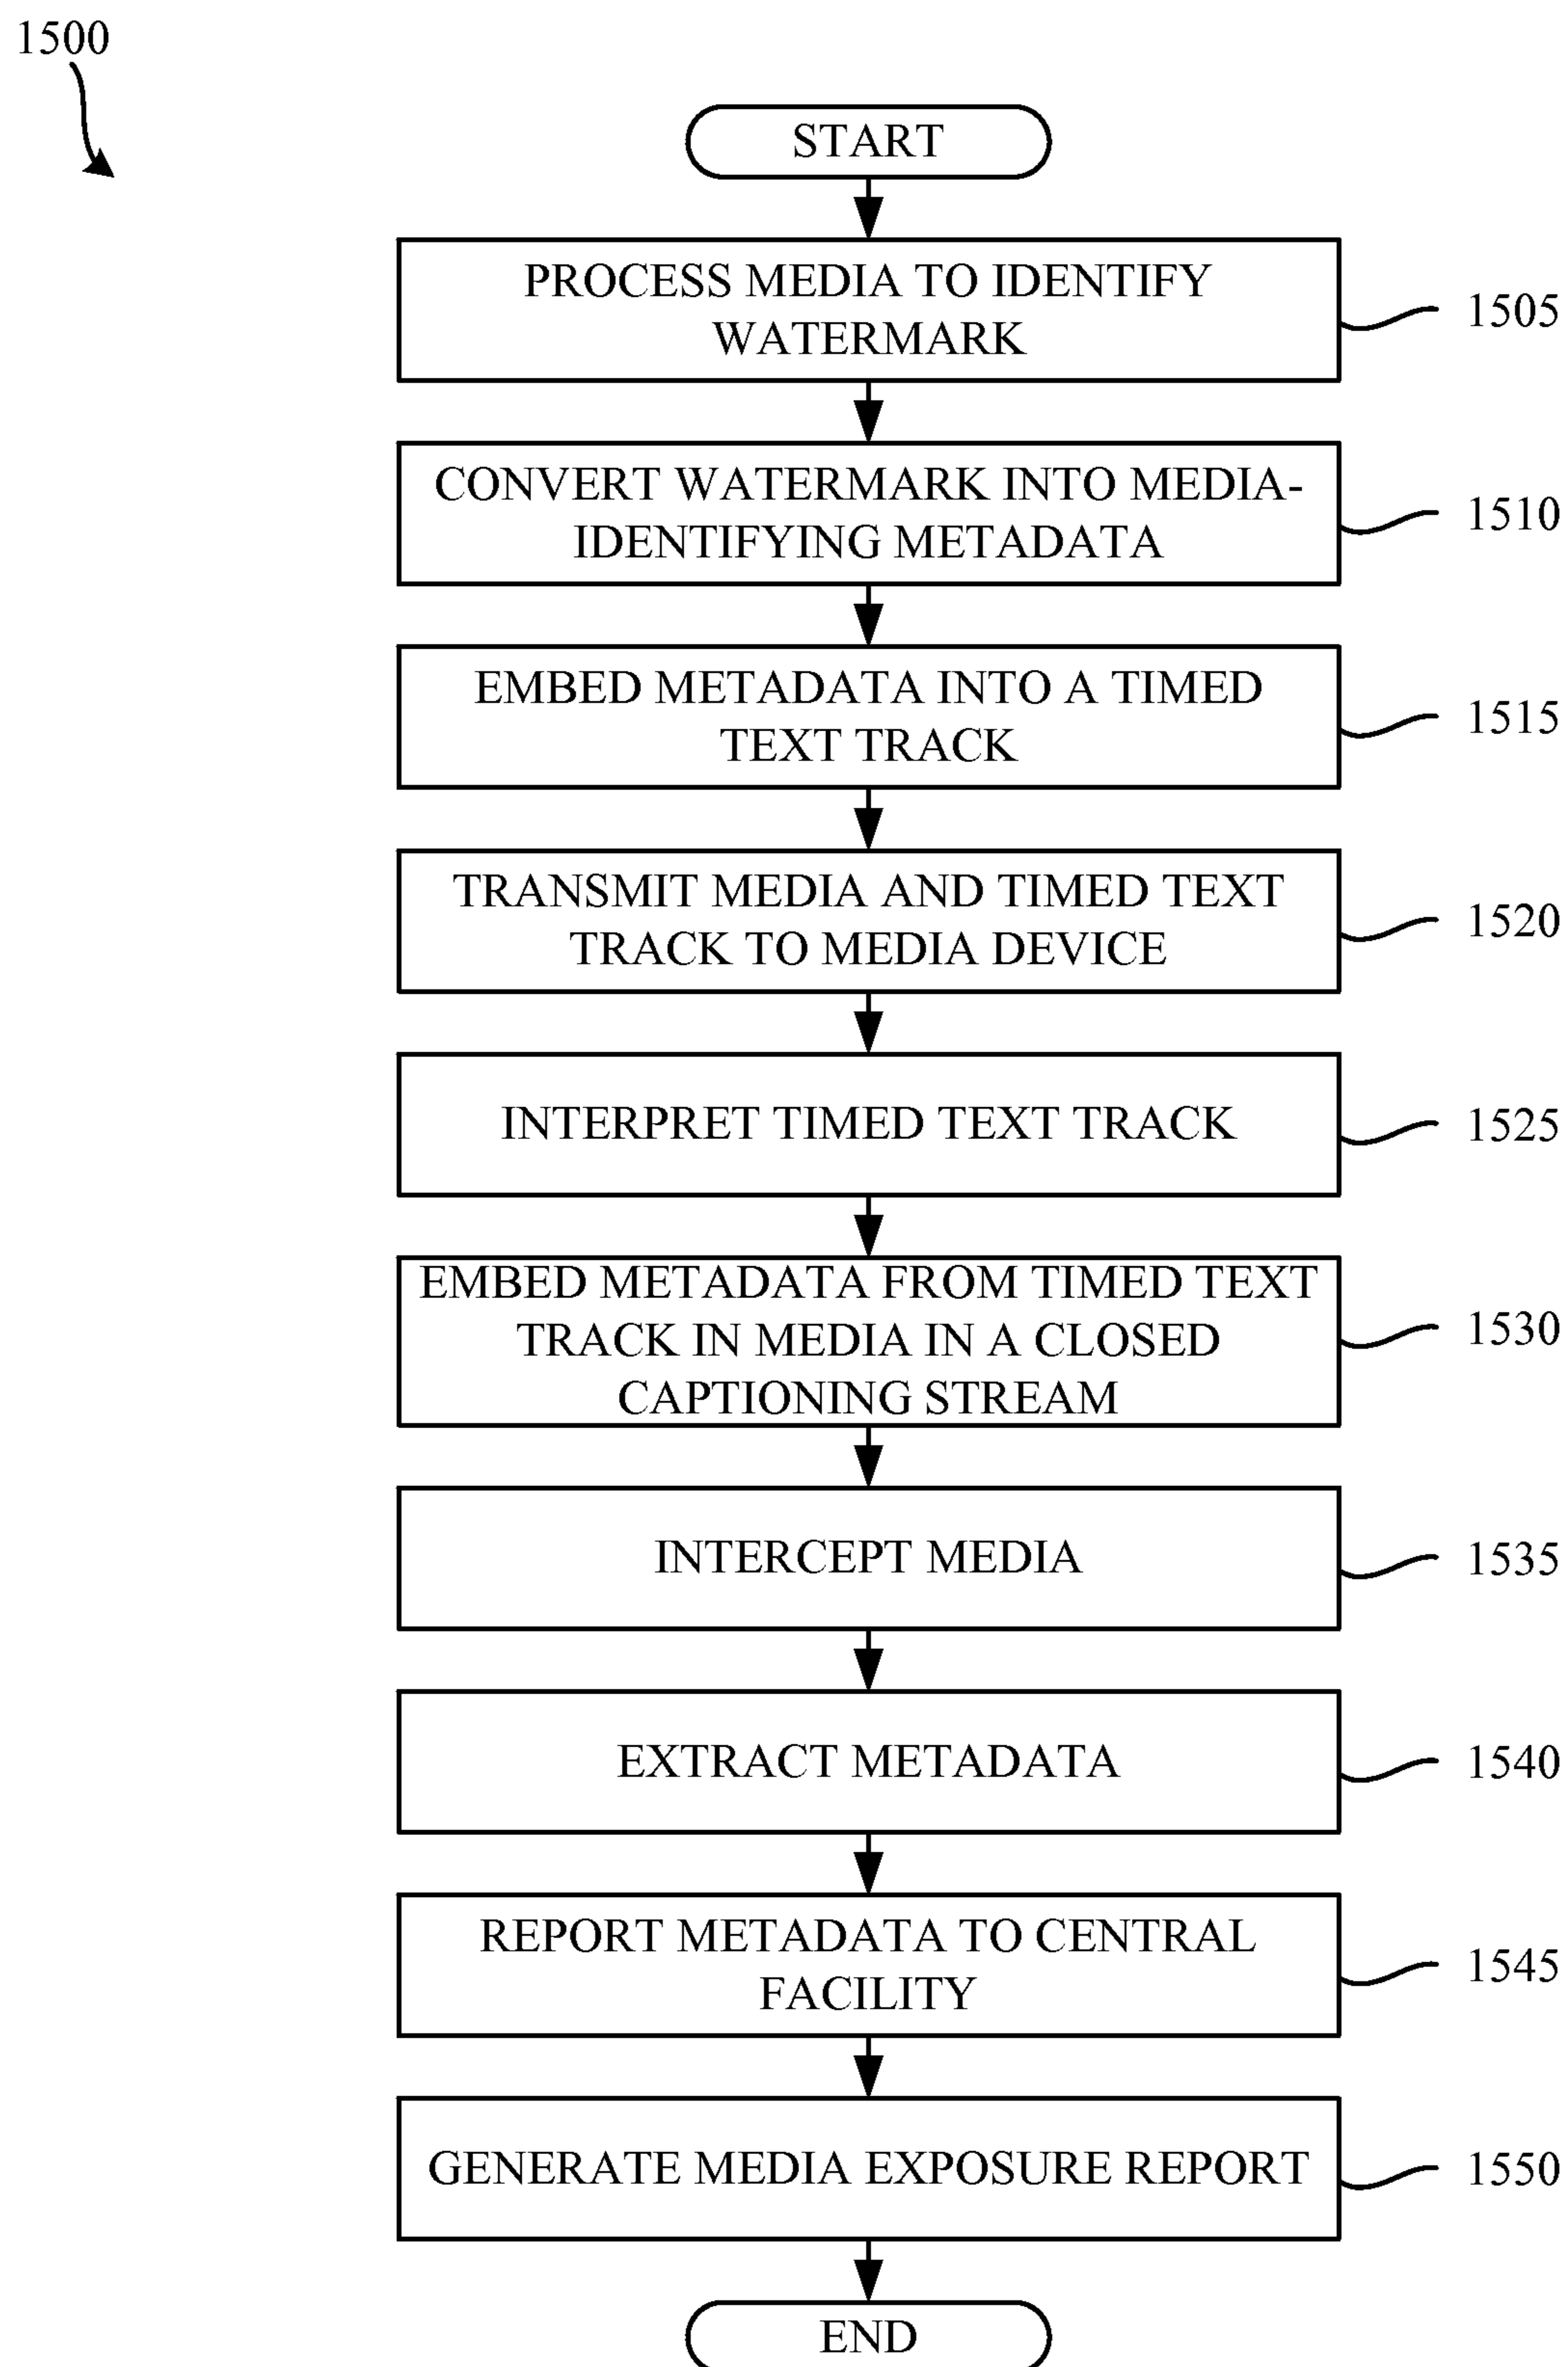 1500
START
PROCESS MEDIA TO IDENTIFY
WATERMARK
1505
CONVERT WATERMARK INTO MEDIA-
IDENTIFYING METADATA
1510
EMBED METADATA INTO A TIMED
TEXT TRACK
1515
TRANSMIT MEDIA AND TIMED TEXT
TRACK TO MEDIA DEVICE
1520
INTERPRET TIMED TEXT TRACK
1525
EMBED METADATA FROM TIMED TEXT
TRACK IN MEDIA IN A CLOSED
CAPTIONING STREAM
1530
INTERCEPT MEDIA
1535
EXTRACT METADATA
1540
REPORT METADATA TO CENTRAL
FACILITY
1545
GENERATE MEDIA EXPOSURE REPORT
1550
END